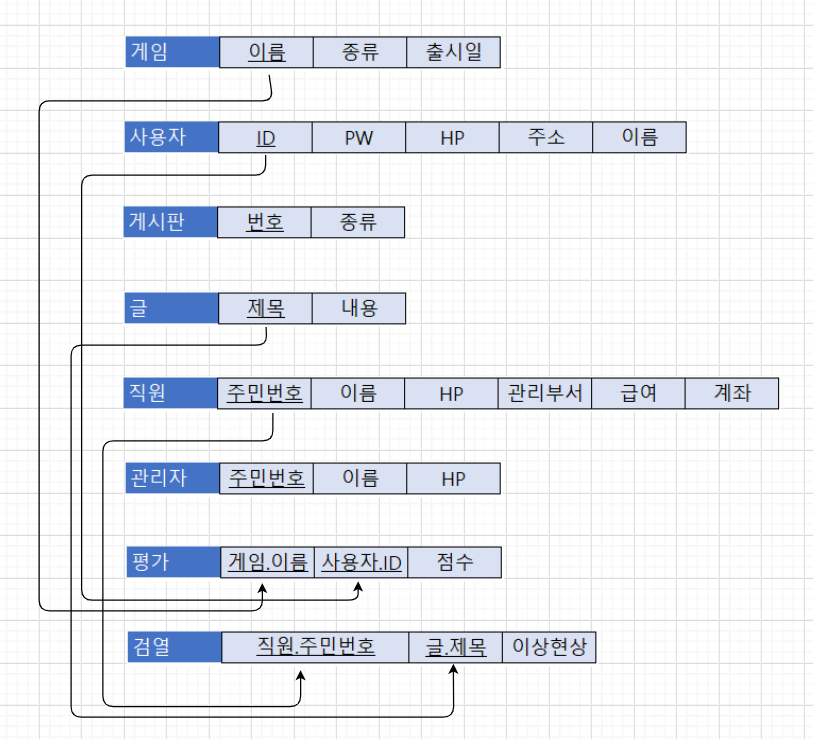 게임 이름 종류 출시일
사용자 ID PW HP 주소 이름
게시판 번호 종류
글 제목 내용
직원 주민번호 이름 HP 관리부서 급여 계좌
관리자 주민번호 이름 HP
평가 게임.이름 사용자.ID 점수
검열 직원.주민번호 글.제목 이상현상